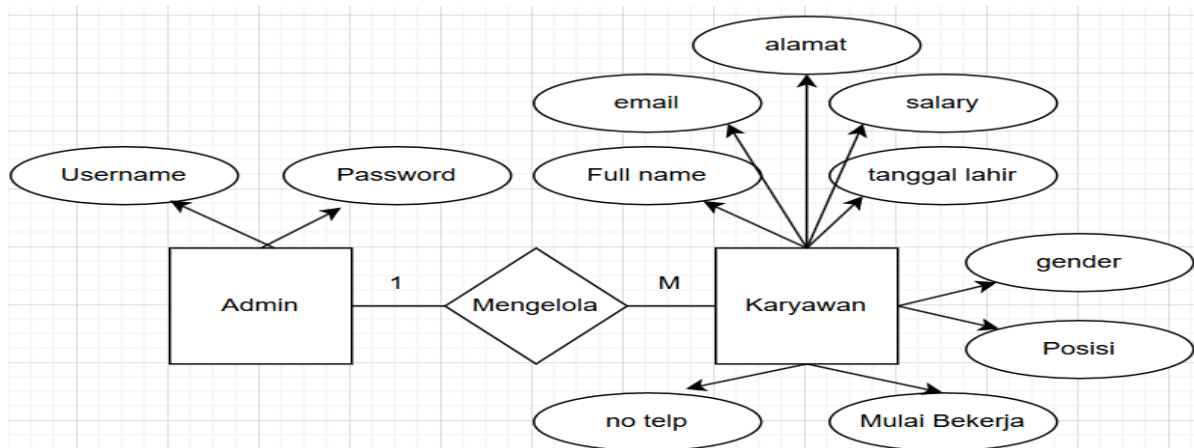 alamat
email
salary
Username
Password
Full name
tanggal lahir
gender
Admin
1
Mengelola
M
Karyawan
Posisi
no telp
Mulai Bekerja